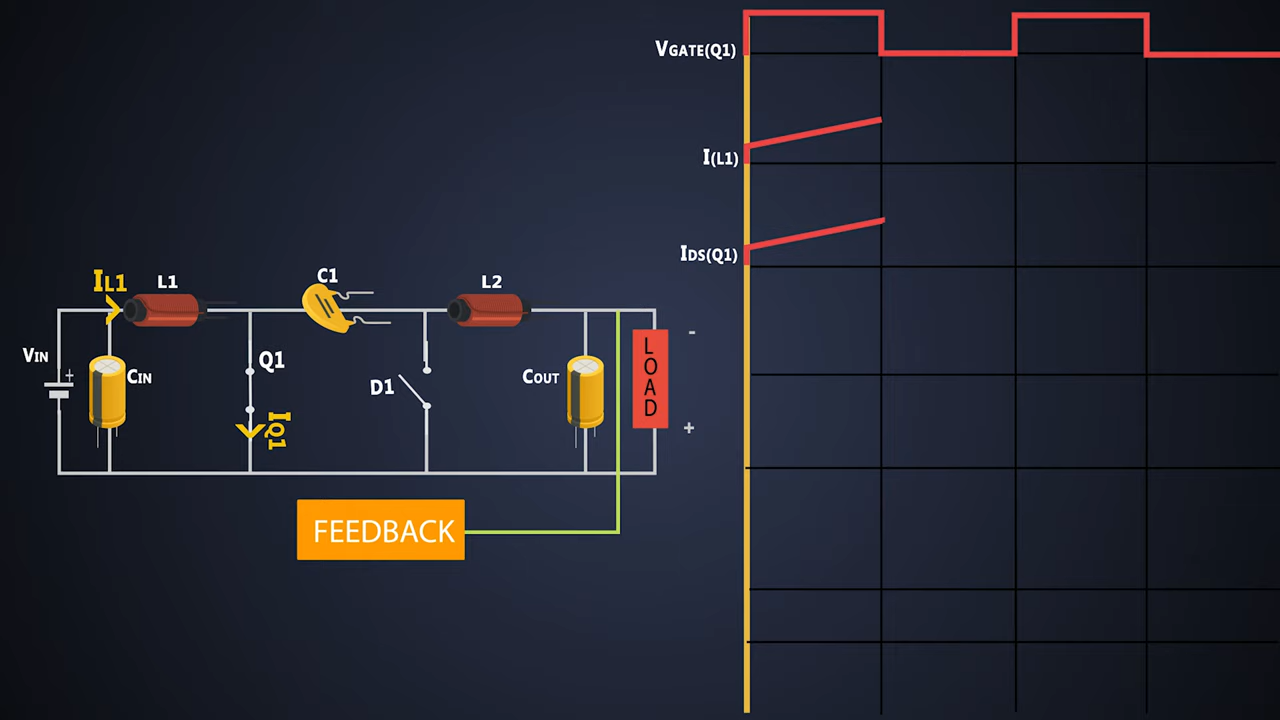 VGATE(Q1)
I(L1)
IDS(Q1)
IL1
L1
C1
L2
VIN
+
CIN
Q1
D1
IQ1
COUT
LOAD
-
+
FEEDBACK